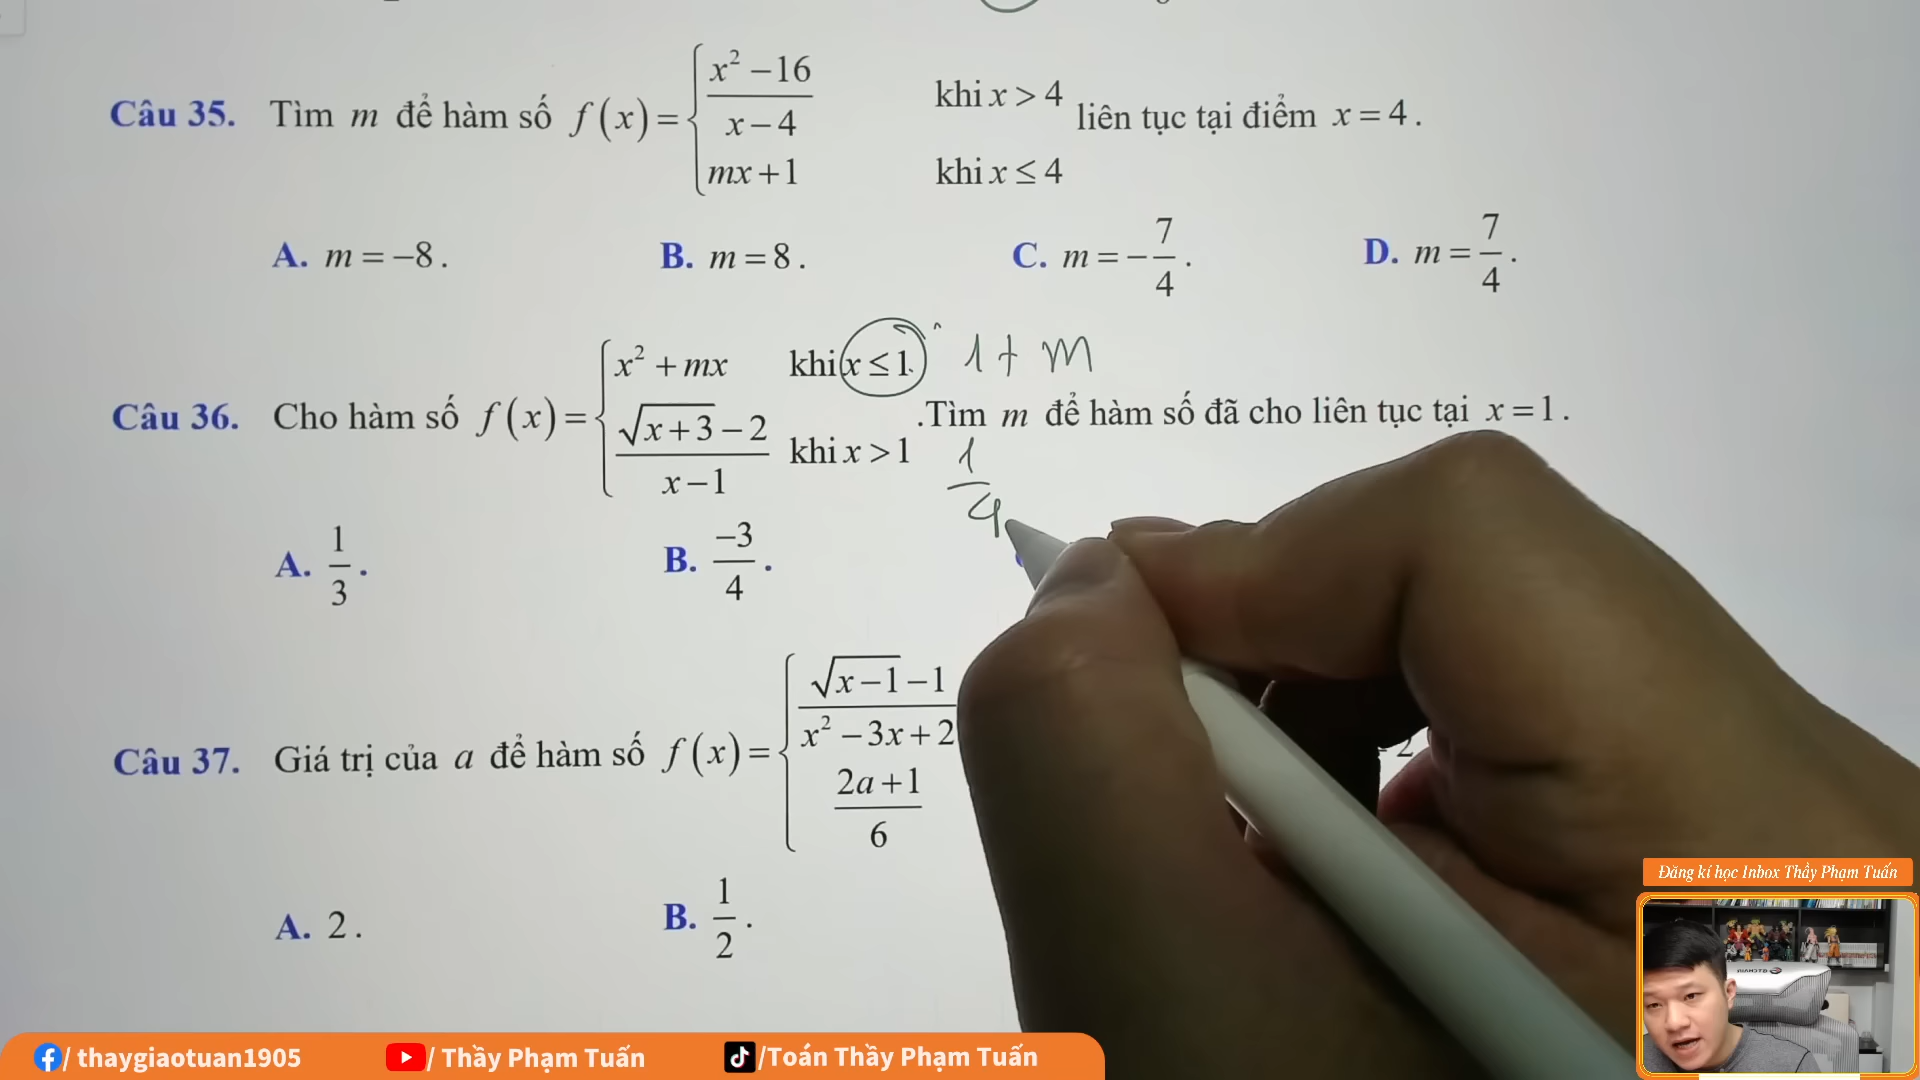 Câu 35. Tìm m để hàm số f(x) = { (x² − 16)/(x − 4) khi x > 4; mx + 1 khi x ≤ 4 liên tục tại điểm x = 4.
A. m = −8. B. m = 8. C. m = −7/4. D. m = 7/4.
Câu 36. Cho hàm số f(x) = { x² + mx khi x ≤ 1; (√(x+3) − 2)/(x − 1) khi x > 1 .Tìm m để hàm số đã cho liên tục tại x = 1.
1 + m
1/4
A. 1/3. B. −3/4.
Câu 37. Giá trị của a để hàm số f(x) = { (√(x−1) − 1)/(x² − 3x + 2); (2a + 1)/6
2
A. 2. B. 1/2.
Đăng kí học Inbox Thầy Phạm Tuấn
/ thaygiaotuan1905 / Thầy Phạm Tuấn /Toán Thầy Phạm Tuấn